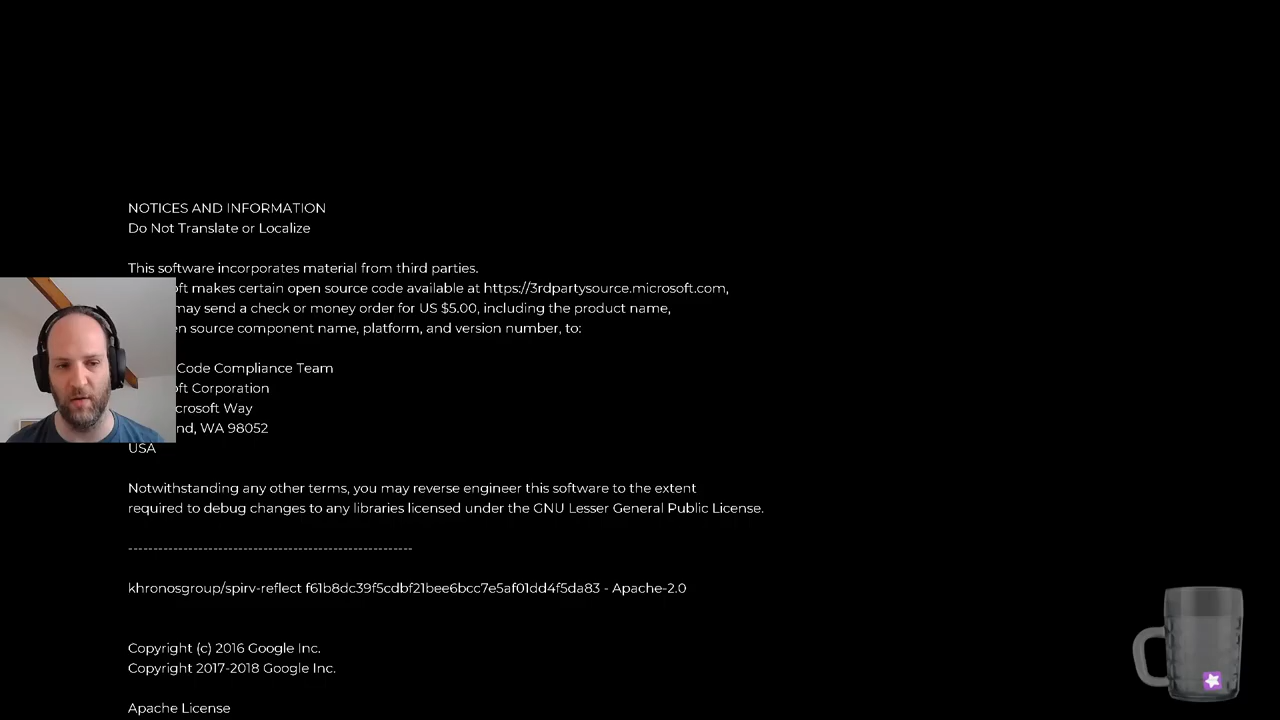 NOTICES AND INFORMATION
Do Not Translate or Localize
This software incorporates material from third parties.
oft makes certain open source code available at https://3rdpartysource.microsoft.com,
may send a check or money order for US $5.00, including the product name,
en source component name, platform, and version number, to:
Code Compliance Team
oft Corporation
crosoft Way
nd, WA 98052
USA
Notwithstanding any other terms, you may reverse engineer this software to the extent
required to debug changes to any libraries licensed under the GNU Lesser General Public License.
---------------------------------------------------------
khronosgroup/spirv-reflect f61b8dc39f5cdbf21bee6bcc7e5af01dd4f5da83 - Apache-2.0
Copyright (c) 2016 Google Inc.
Copyright 2017-2018 Google Inc.
Apache License